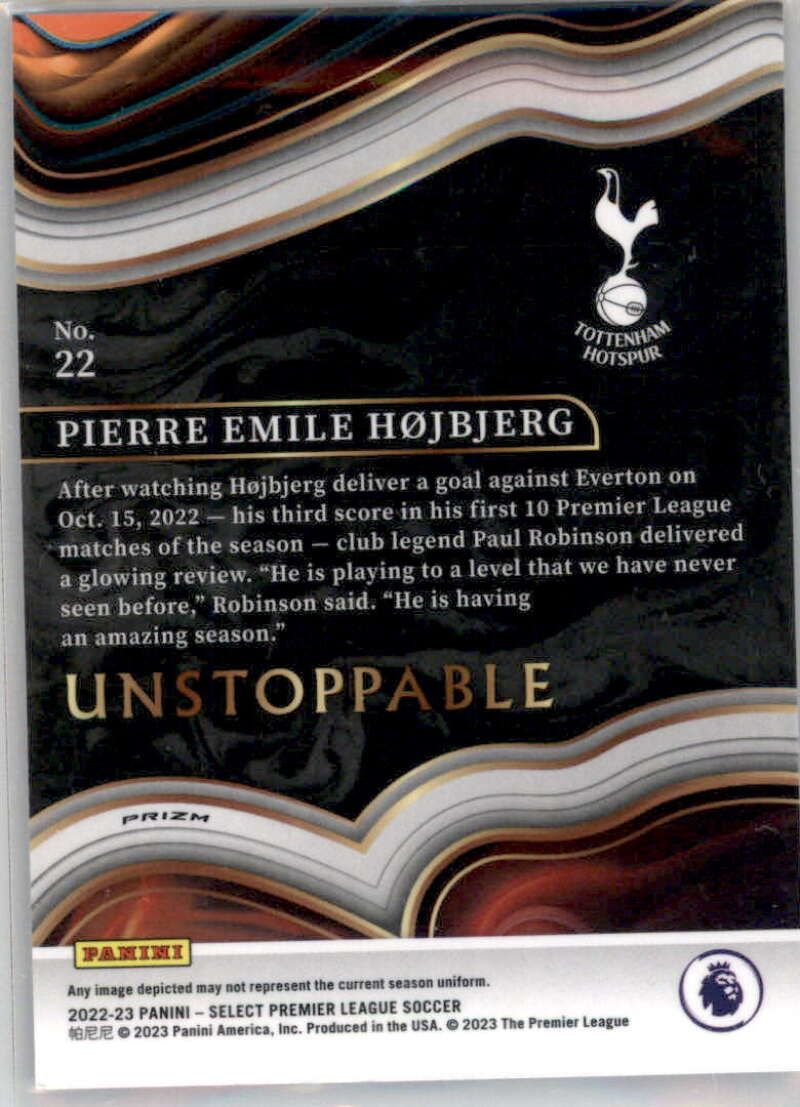 TOTTENHAM
HOTSPUR
No.
22
PIERRE EMILE HØJBJERG
After watching Højbjerg deliver a goal against Everton on
Oct. 15, 2022 — his third score in his first 10 Premier League
matches of the season — club legend Paul Robinson delivered
a glowing review. “He is playing to a level that we have never
seen before,” Robinson said. “He is having
an amazing season.”
UNSTOPPABLE
PRIZM
PANINI
Any image depicted may not represent the current season uniform.
2022-23 PANINI – SELECT PREMIER LEAGUE SOCCER
帕尼尼 © 2023 Panini America, Inc. Produced in the USA. © 2023 The Premier League